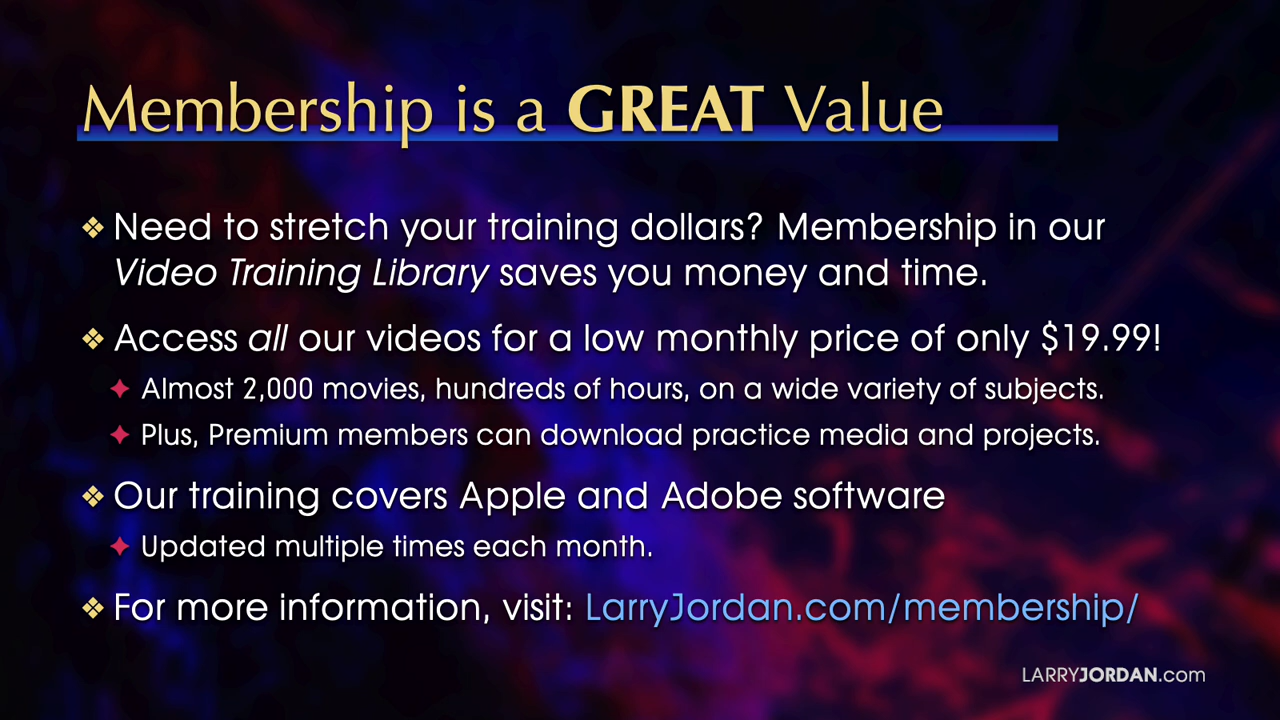 Membership is a GREAT Value
❖ Need to stretch your training dollars? Membership in our
Video Training Library saves you money and time.
❖ Access all our videos for a low monthly price of only $19.99!
✦ Almost 2,000 movies, hundreds of hours, on a wide variety of subjects.
✦ Plus, Premium members can download practice media and projects.
❖ Our training covers Apple and Adobe software
✦ Updated multiple times each month.
❖ For more information, visit: LarryJordan.com/membership/
LARRYJORDAN.com